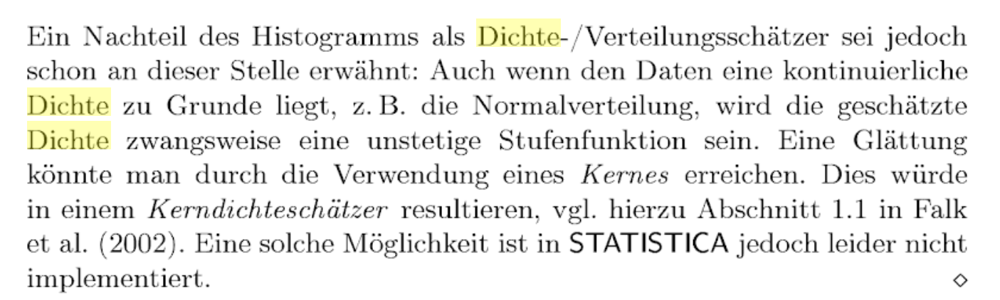 Ein Nachteil des Histogramms als Dichte-/Verteilungsschätzer sei jedoch
schon an dieser Stelle erwähnt: Auch wenn den Daten eine kontinuierliche
Dichte zu Grunde liegt, z. B. die Normalverteilung, wird die geschätzte
Dichte zwangsweise eine unstetige Stufenfunktion sein. Eine Glättung
könnte man durch die Verwendung eines Kernes erreichen. Dies würde
in einem Kerndichteschätzer resultieren, vgl. hierzu Abschnitt 1.1 in Falk
et al. (2002). Eine solche Möglichkeit ist in STATISTICA jedoch leider nicht
implementiert. ⋄